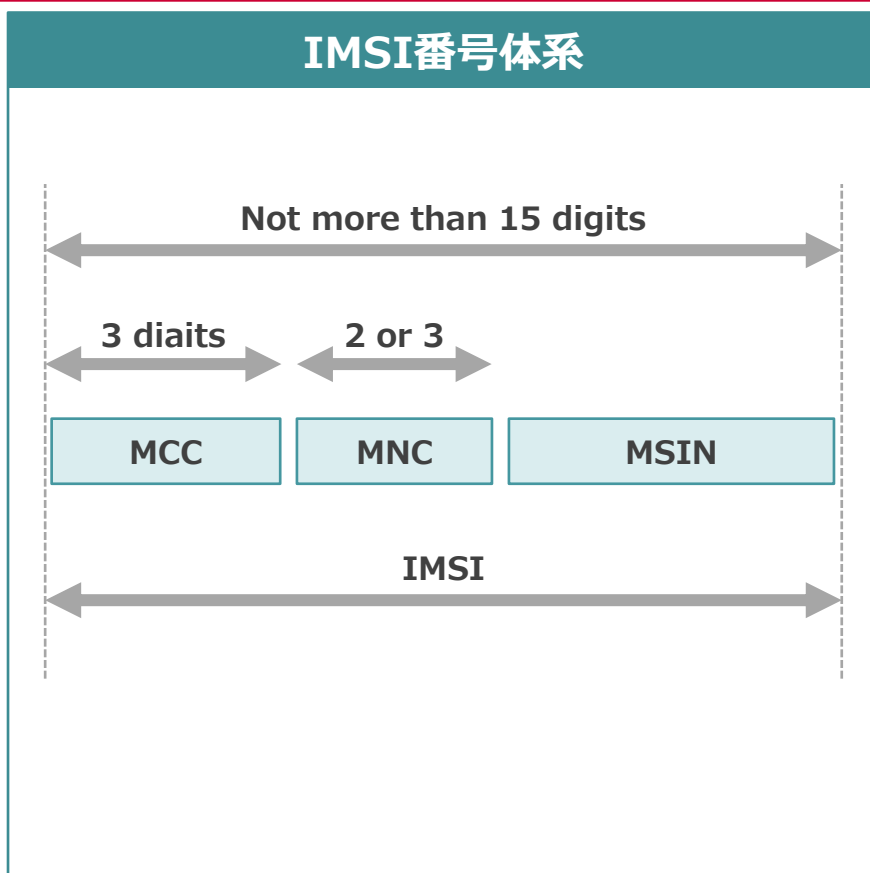 IMSI番号体系
Not more than 15 digits
3 diaits
2 or 3
MCC
MNC
MSIN
IMSI